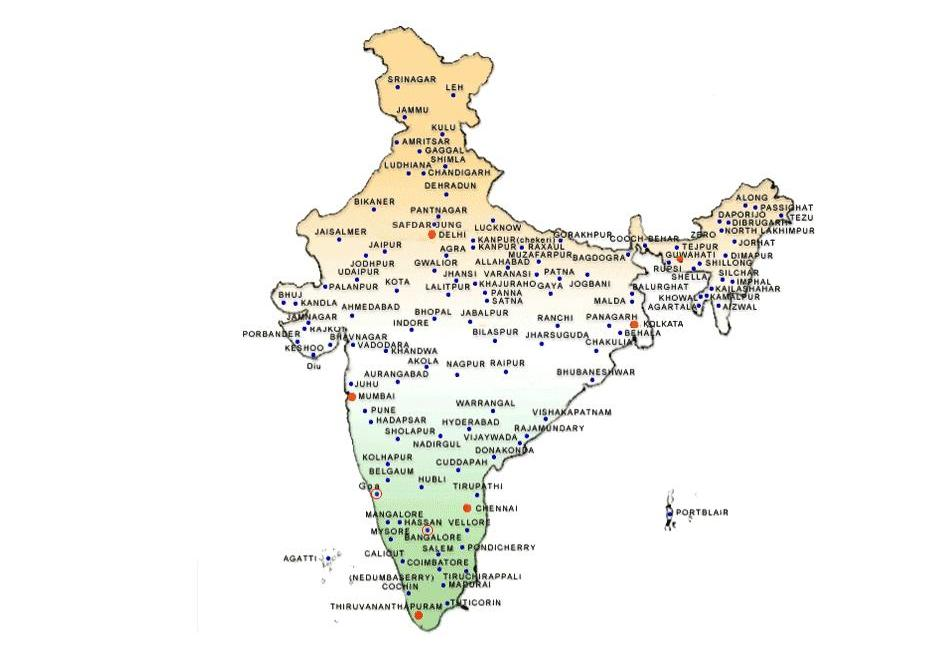 SRINAGAR
LEH
JAMMU
KULU
AMRITSAR
GAGGAL
SHIMLA
LUDHIANA
CHANDIGARH
DEHRADUN
ALONG
BIKANER
PASSIGHAT
PANTNAGAR
DAPORIJO
TEZU
SAFDARJUNG
LUCKNOW
DIBRUGARH
JAISALMER
DELHI
GORAKHPUR
ZERO
NORTH LAKHIMPUR
KANPUR(chekeri)
COOCH BEHAR
JAIPUR
AGRA
KANPUR
RAXAUL
TEJPUR
JORHAT
MUZAFARPUR
BAGDOGRA
GUWAHATI
DIMAPUR
JODHPUR
GWALIOR
ALLAHABAD
RUPSI
SHILLONG
UDAIPUR
JHANSI
VARANASI
PATNA
SHELLA
SILCHAR
PALANPUR
KOTA
LALITPUR
KHAJURAHO
GAYA
JOGBANI
BALURGHAT
IMPHAL
KAILASHAHAR
BHUJ
PANNA
KHOWAL
KAMALPUR
KANDLA
SATNA
MALDA
AHMEDABAD
AGARTALA
AIZWAL
JAMNAGAR
BHOPAL
JABALPUR
RANCHI
PANAGARH
INDORE
KOLKATA
PORBANDER
HAJKOT
BILASPUR
JHARSUGUDA
BEHALA
BHAVNAGAR
CHAKULIA
KESHOO
VADODARA
KHANDWA
Diu
AKOLA
NAGPUR
RAIPUR
AURANGABAD
BHUBANESHWAR
JUHU
MUMBAI
WARRANGAL
PUNE
VISHAKAPATNAM
HADAPSAR
HYDERABAD
SHOLAPUR
RAJAMUNDARY
NADIRGUL
VIJAYWADA
DONAKONDA
KOLHAPUR
CUDDAPAH
BELGAUM
HUBLI
Goa
TIRUPATHI
CHENNAI
MANGALORE
PORTBLAIR
HASSAN
VELLORE
MYSORE
BANGALORE
SALEM
PONDICHERRY
CALICUT
AGATTI
COIMBATORE
(NEDUMBASERRY)
TIRUCHIRAPPALI
COCHIN
MADURAI
THIRUVANANTHAPURAM
TUTICORIN